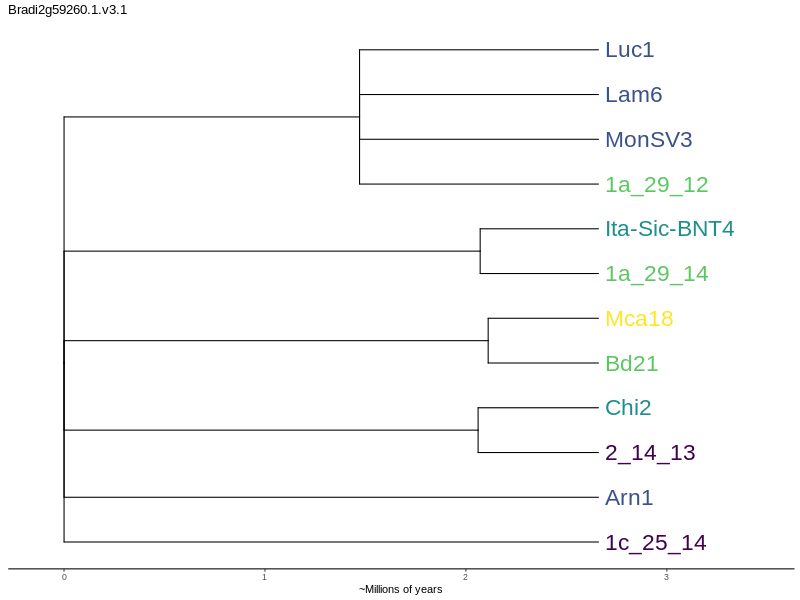 Bradi2g59260.1.v3.1
Luc1
Lam6
MonSV3
1a_29_12
Ita-Sic-BNT4
1a_29_14
Mca18
Bd21
Chi2
2_14_13
Arn1
1c_25_14
0 1 2 3
~Millions of years